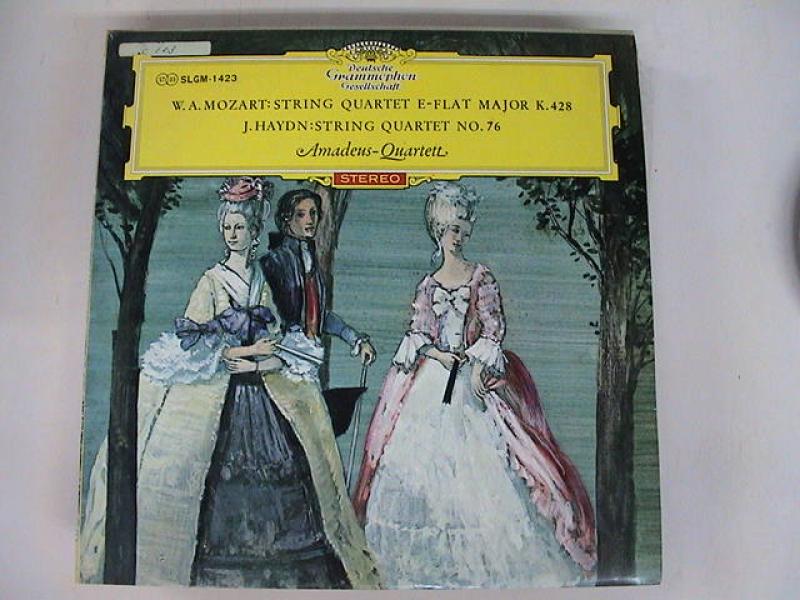 SLGM-1423
Deutsche
Grammophon
Gesellschaft
W. A. MOZART: STRING QUARTET E-FLAT MAJOR K. 428
J. HAYDN: STRING QUARTET NO. 76
Amadeus-Quartett
STEREO